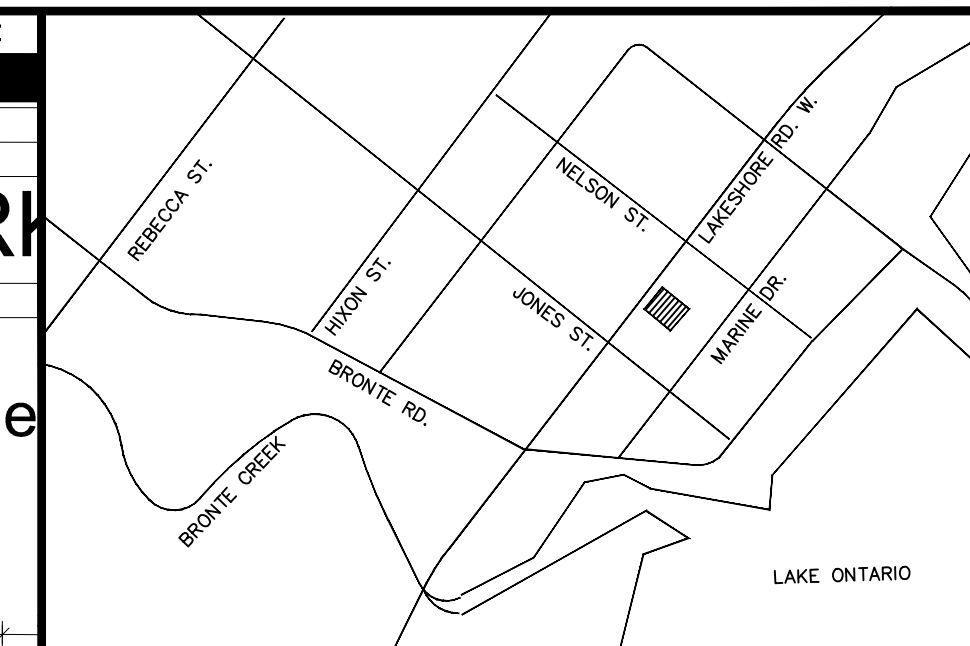 LAKESHORE RD. W.
NELSON ST.
REBECCA ST.
HIXON ST.
JONES ST.
MARINE DR.
BRONTE RD.
BRONTE CREEK
LAKE ONTARIO
e